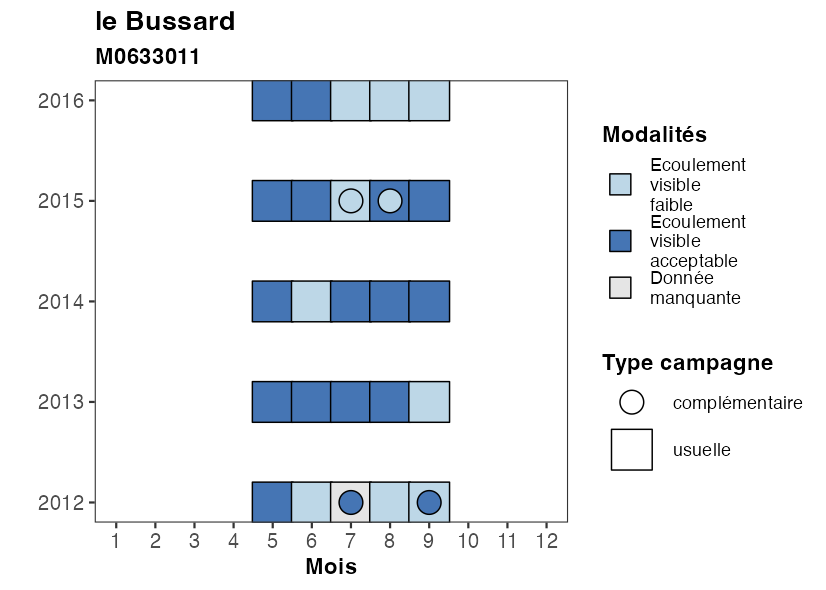 le Bussard
M0633011
2016
2015
2014
2013
2012
1 2 3 4 5 6 7 8 9 10 11 12
Mois
Modalités
Ecoulement
visible
faible
Ecoulement
visible
acceptable
Donnée
manquante
Type campagne
complémentaire
usuelle